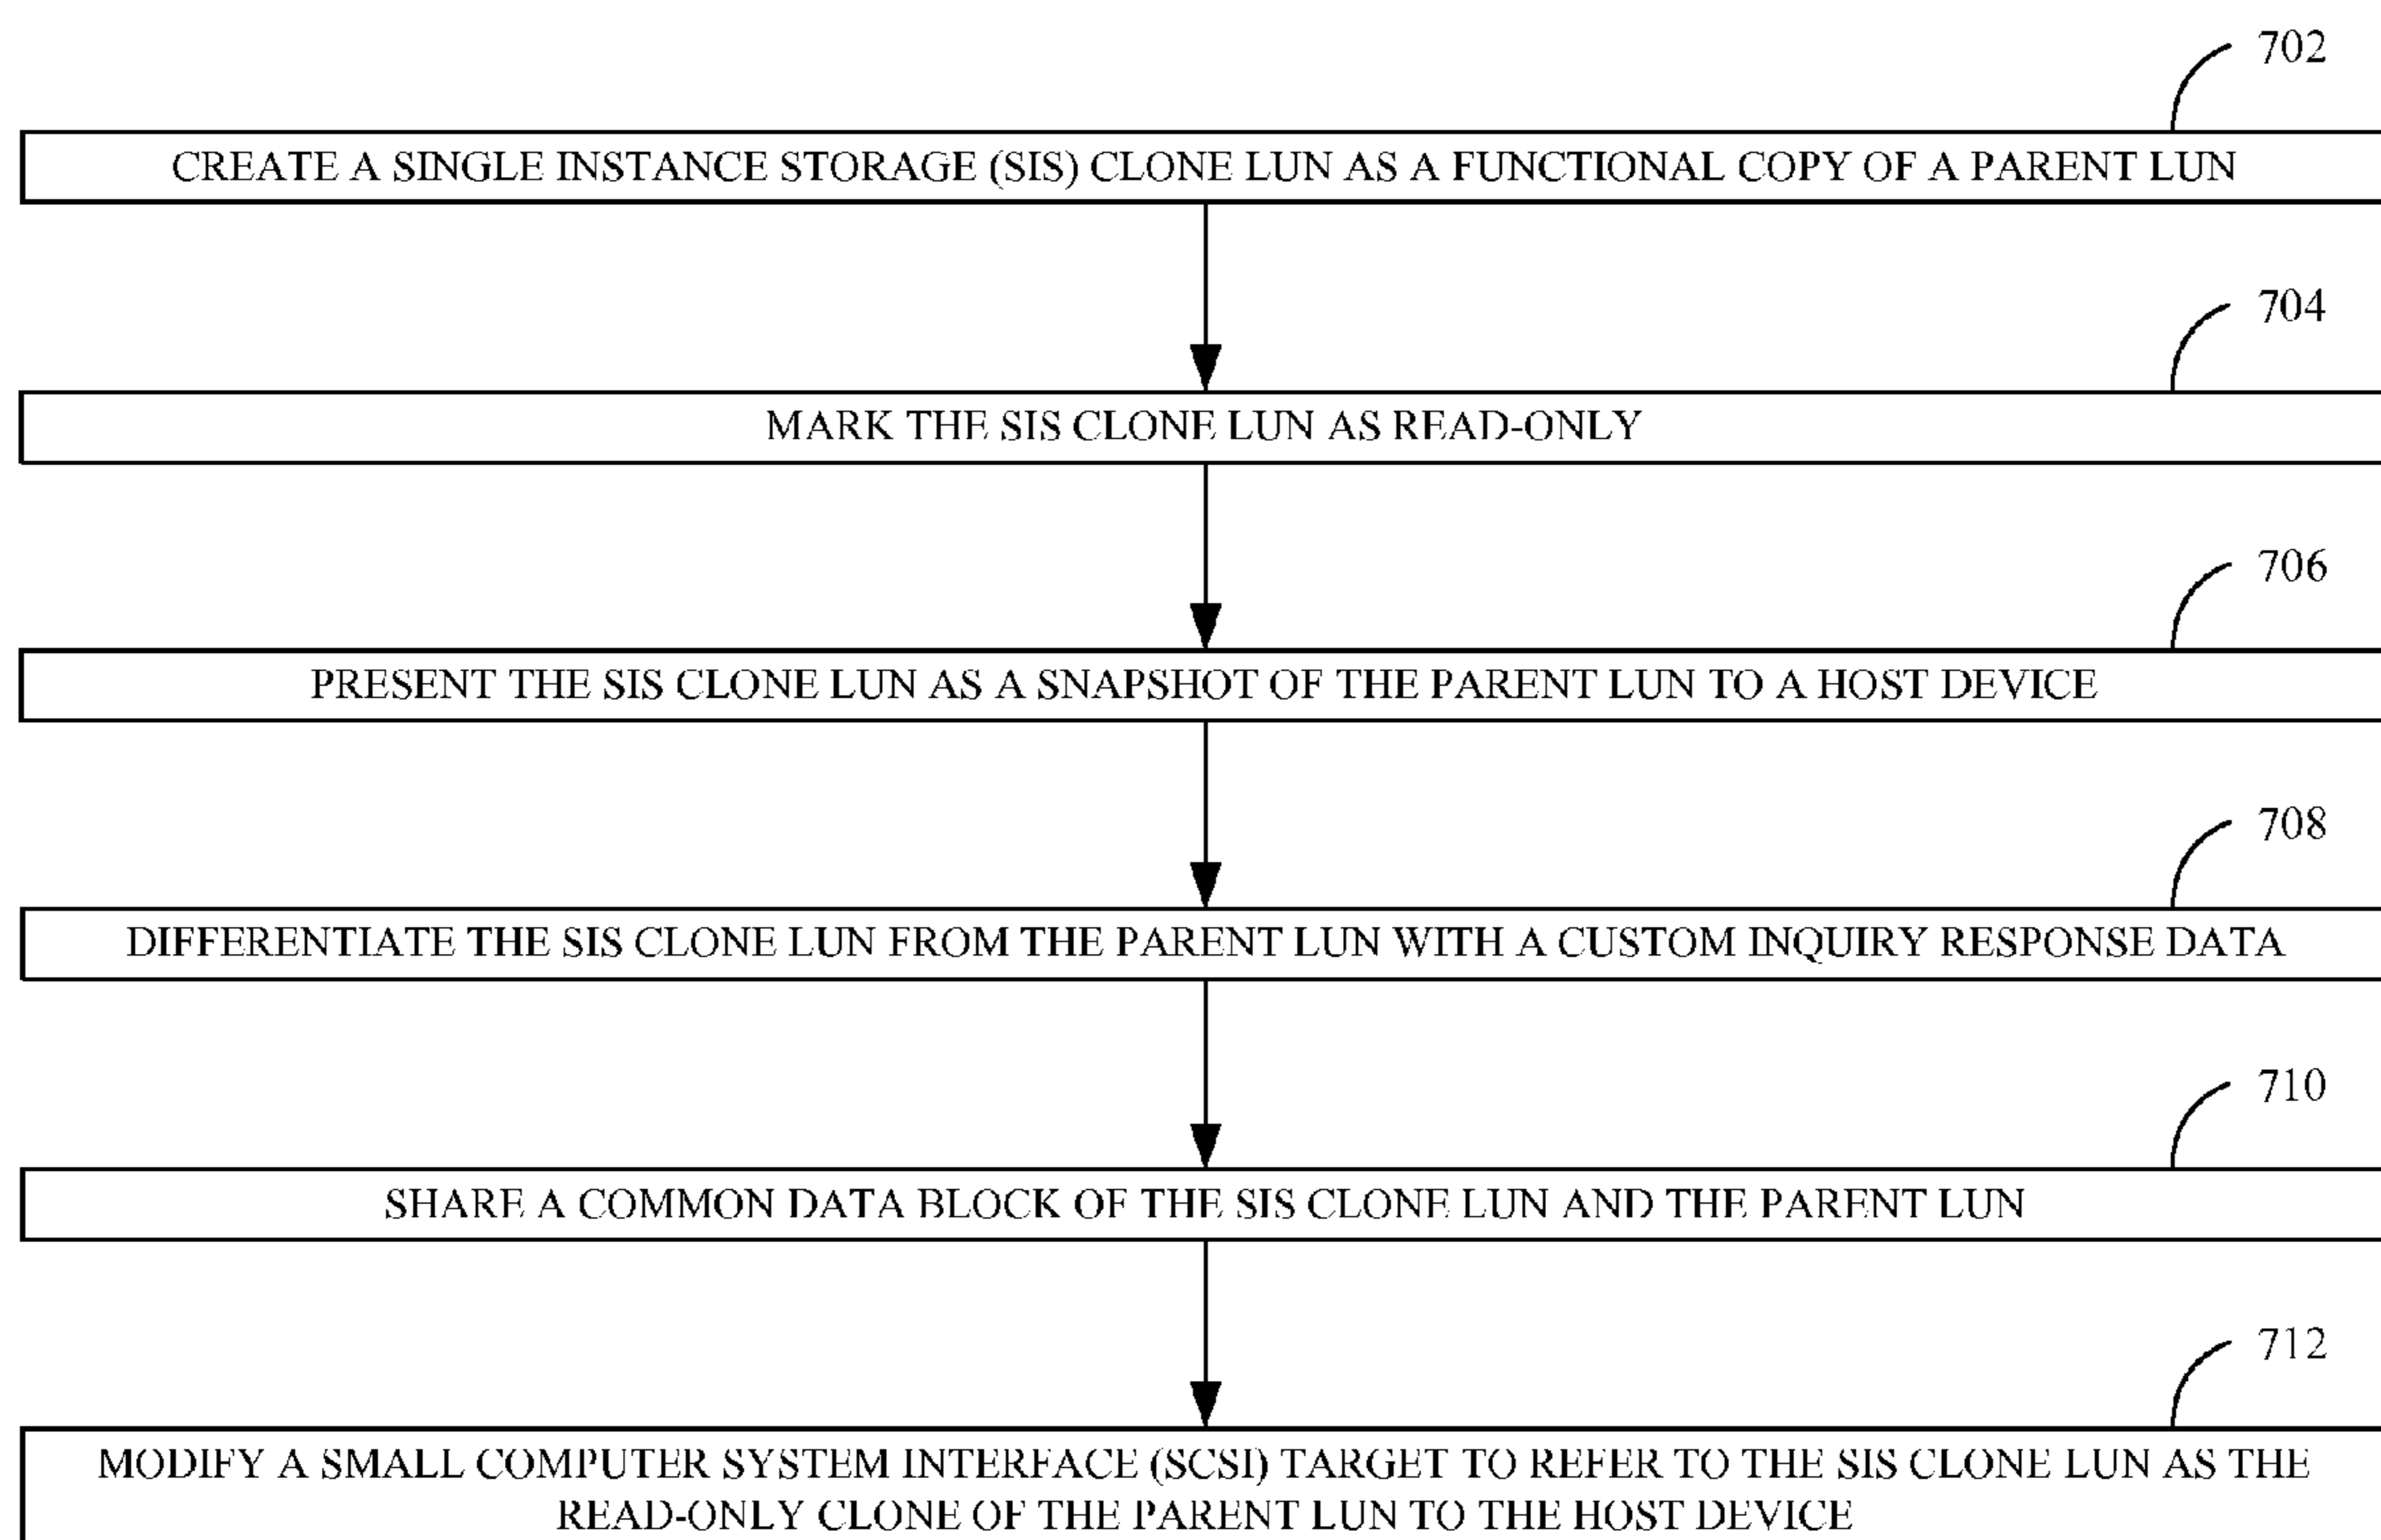 702
CREATE A SINGLE INSTANCE STORAGE (SIS) CLONE LUN AS A FUNCTIONAL COPY OF A PARENT LUN
704
MARK THE SIS CLONE LUN AS READ-ONLY
706
PRESENT THE SIS CLONE LUN AS A SNAPSHOT OF THE PARENT LUN TO A HOST DEVICE
708
DIFFERENTIATE THE SIS CLONE LUN FROM THE PARENT LUN WITH A CUSTOM INQUIRY RESPONSE DATA
710
SHARE A COMMON DATA BLOCK OF THE SIS CLONE LUN AND THE PARENT LUN
712
MODIFY A SMALL COMPUTER SYSTEM INTERFACE (SCSI) TARGET TO REFER TO THE SIS CLONE LUN AS THE
READ-ONLY CLONE OF THE PARENT LUN TO THE HOST DEVICE